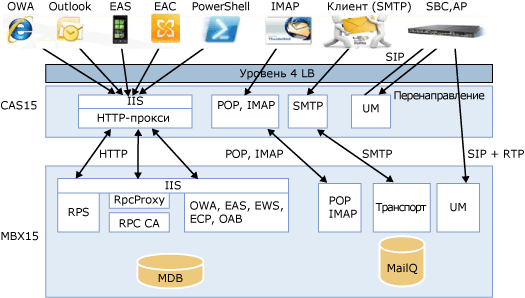 OWA Outlook EAS EAC PowerShell IMAP Клиент (SMTP) SBC,AP
SIP
Уровень 4 LB
CAS15
IIS
HTTP-прокси
POP, IMAP
SMTP
UM
Перенаправление
HTTP
POP, IMAP
SMTP
SIP + RTP
MBX15
IIS
RPS
RpcProxy
RPC CA
OWA, EAS, EWS,
ECP, OAB
POP
IMAP
Транспорт
UM
MDB
MailQ